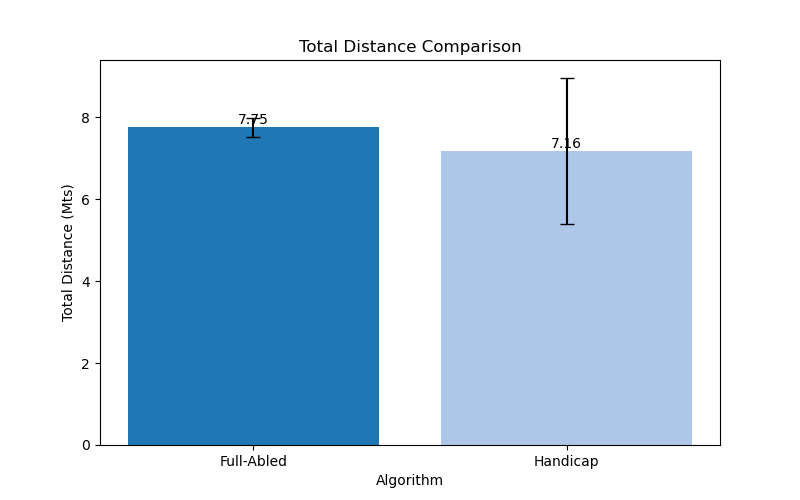 Total Distance Comparison
Total Distance (Mts)
8
6
4
2
0
7.75
7.16
Full-Abled
Handicap
Algorithm